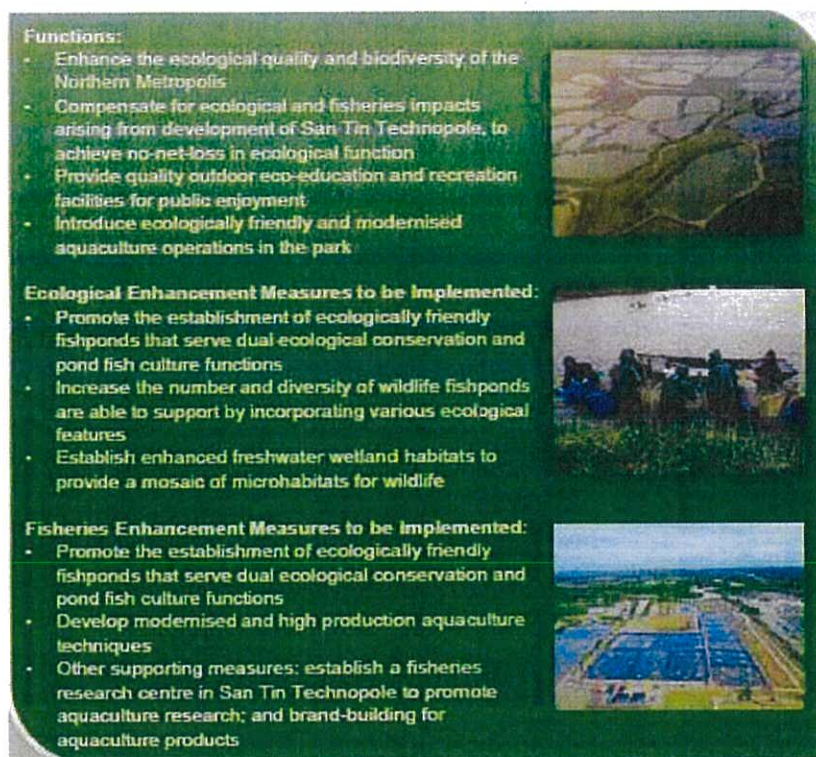 Functions:
• Enhance the ecological quality and biodiversity of the
Northern Metropolis
• Compensate for ecological and fisheries impacts
arising from development of San Tin Technopole, to
achieve no-net-loss in ecological function
• Provide quality outdoor eco-education and recreation
facilities for public enjoyment
• Introduce ecologically friendly and modernised
aquaculture operations in the park
Ecological Enhancement Measures to be Implemented:
• Promote the establishment of ecologically friendly
fishponds that serve dual ecological conservation and
pond fish culture functions
• Increase the number and diversity of wildlife fishponds
are able to support by incorporating various ecological
features
• Establish enhanced freshwater wetland habitats to
provide a mosaic of microhabitats for wildlife
Fisheries Enhancement Measures to be Implemented:
• Promote the establishment of ecologically friendly
fishponds that serve dual ecological conservation and
pond fish culture functions
• Develop modernised and high production aquaculture
techniques
• Other supporting measures: establish a fisheries
research centre in San Tin Technopole to promote
aquaculture research; and brand-building for
aquaculture products